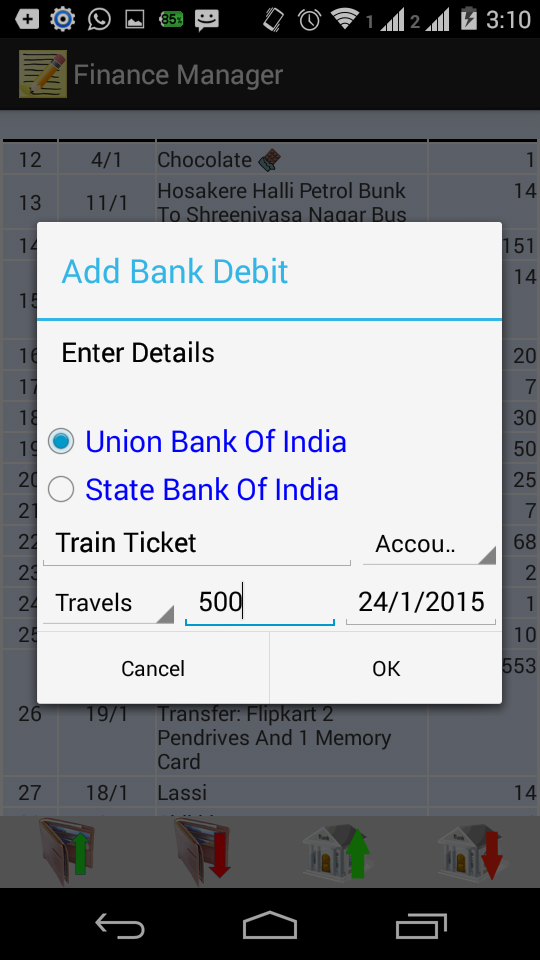 85%
1
2
3:10
Finance Manager
12 4/1 Chocolate 1
13 11/1 Hosakere Halli Petrol Bunk 14
To Shreenivasa Nagar Bus
14 151
15 14
Add Bank Debit
Enter Details
16 20
17 7
18 30
Union Bank Of India
19 50
State Bank Of India
20 25
21 7
22 Train Ticket Accou.. 68
23 2
24 Travels 500 24/1/2015 1
25 10
Cancel OK
553
26 19/1 Transfer: Flipkart 2
Pendrives And 1 Memory
Card
27 18/1 Lassi 14
Bank Bank